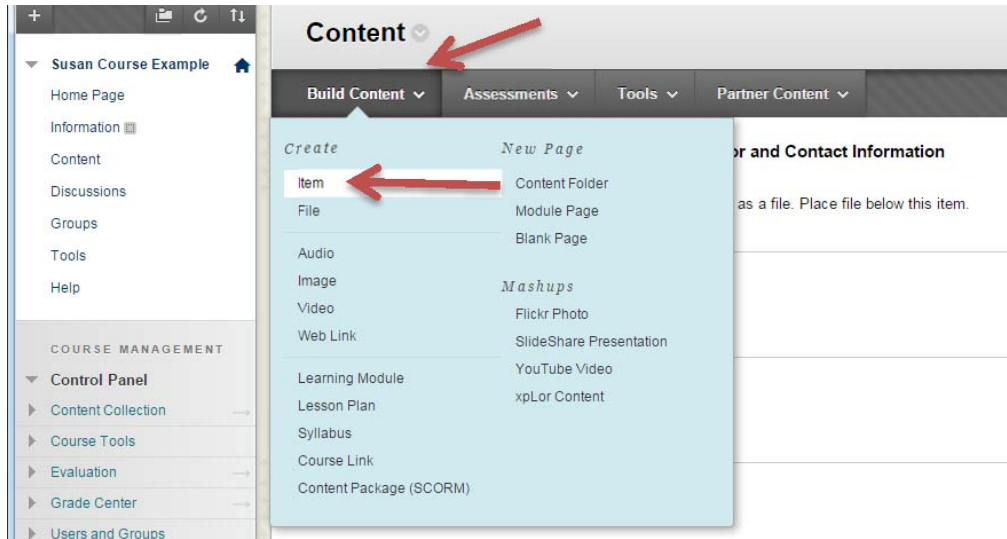 Susan Course Example
Home Page
Information
Content
Discussions
Groups
Tools
Help
COURSE MANAGEMENT
Control Panel
Content Collection
Course Tools
Evaluation
Grade Center
Users and Groups
Content
Build Content Assessments Tools Partner Content
Create
Item
File
Audio
Image
Video
Web Link
Learning Module
Lesson Plan
Syllabus
Course Link
Content Package (SCORM)
New Page
Content Folder
Module Page
Blank Page
Mashups
Flickr Photo
SlideShare Presentation
YouTube Video
xpLor Content
and Contact Information
as a file. Place file below this item.